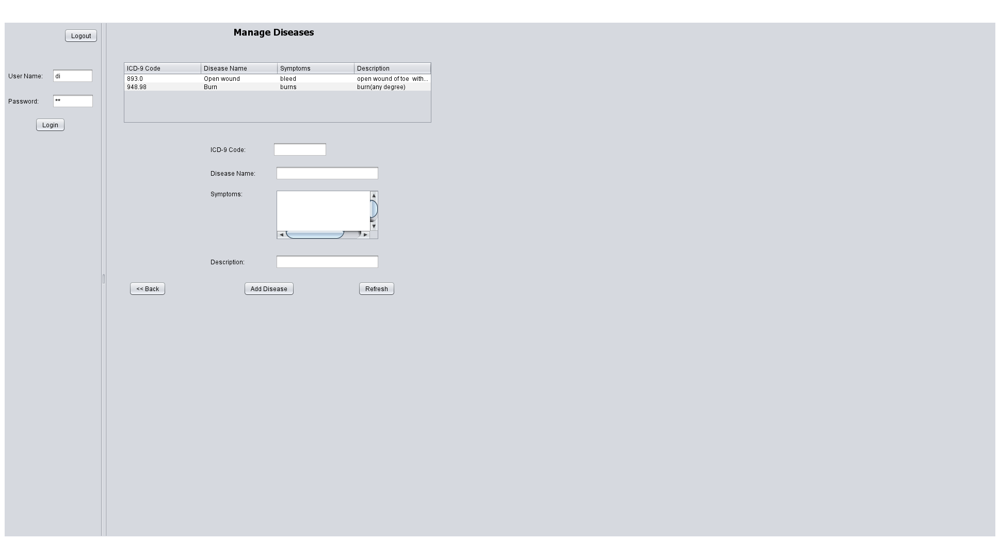 Logout
Manage Diseases
ICD-9 Code Disease Name Symptoms Description
893.0 Open wound bleed open wound of toe with...
948.98 Burn burns burn(any degree)
User Name: di
Password: **
Login
ICD-9 Code:
Disease Name:
Symptoms:
Description:
<< Back Add Disease Refresh